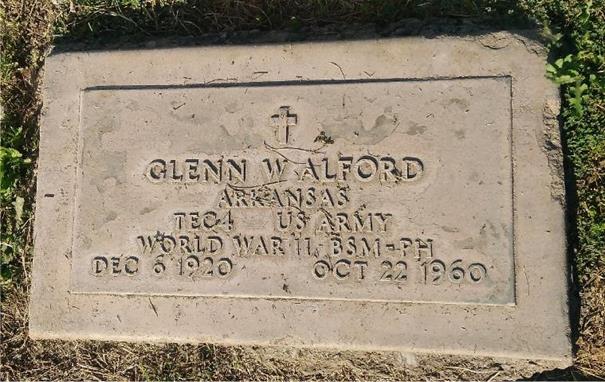 GLENN W ALFORD
ARKANSAS
TEC4 US ARMY
WORLD WAR II BSM-PH
DEC 6 1920 OCT 22 1960